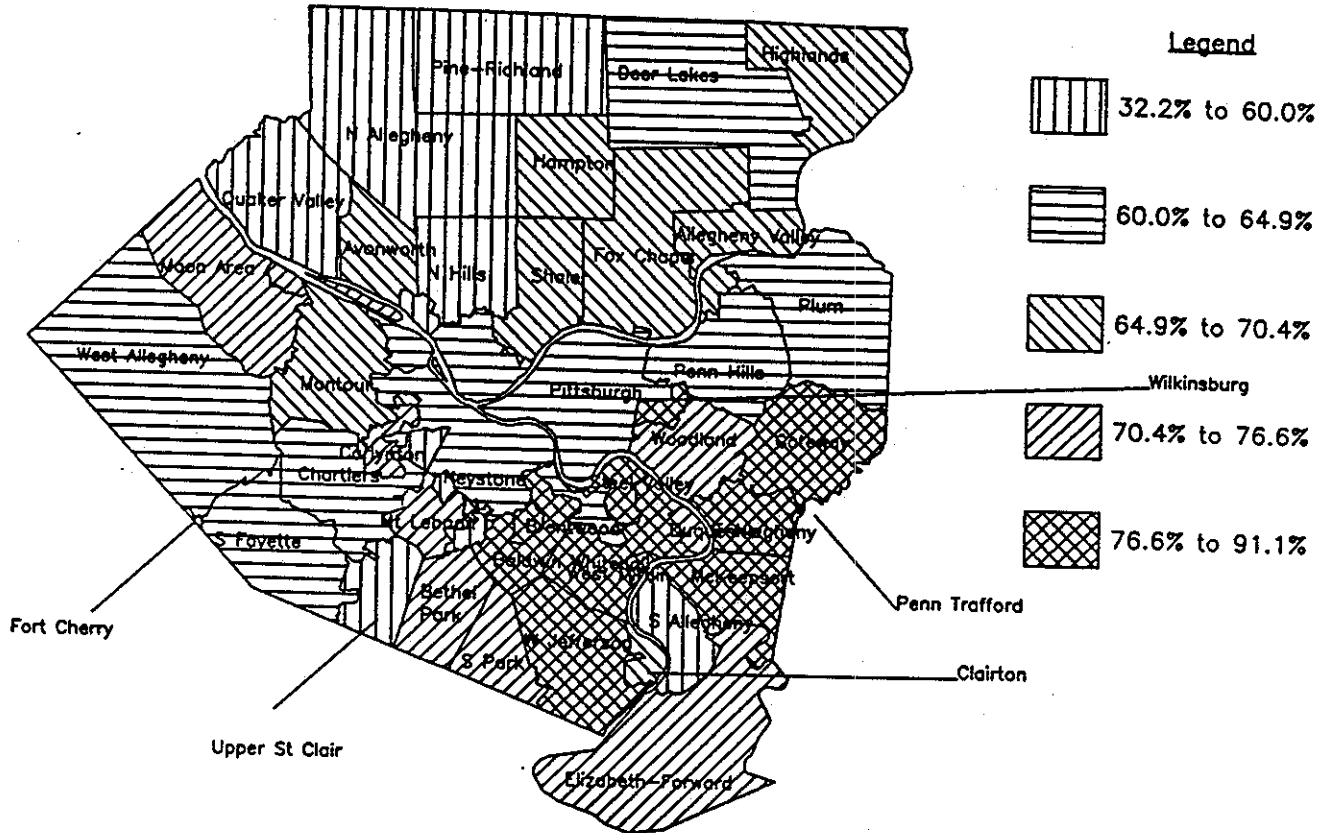 Legend
32.2% to 60.0%
60.0% to 64.9%
64.9% to 70.4%
70.4% to 76.6%
76.6% to 91.1%
Highlands
Pine-Richland
Deer Lakes
N Allegheny
Hampton
Quaker Valley
Allegheny Valley
Avonworth
Fox Chapel
Moon Area
N Hills
Shaler
Plum
West Allegheny
Penn Hills
Montour
Pittsburgh
Wilkinsburg
Woodland
Gateway
Carlynton
Chartiers
Keystone
Steel Valley
Mt Lebanon
Brentwood
Duquesne
Allegheny
S Fayette
Baldwin Whitehall
West Mifflin
McKeesport
Bethel
Park
Penn Trafford
Fort Cherry
S Allegheny
W Jefferson
S Park
Clairton
Upper St Clair
Elizabeth-Forward